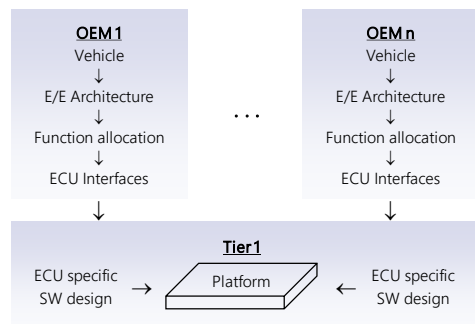 OEM 1
Vehicle
↓
E/E Architecture
↓
Function allocation
↓
ECU Interfaces
↓
...
OEM n
Vehicle
↓
E/E Architecture
↓
Function allocation
↓
ECU Interfaces
↓
Tier1
ECU specific
SW design
→
Platform
←
ECU specific
SW design